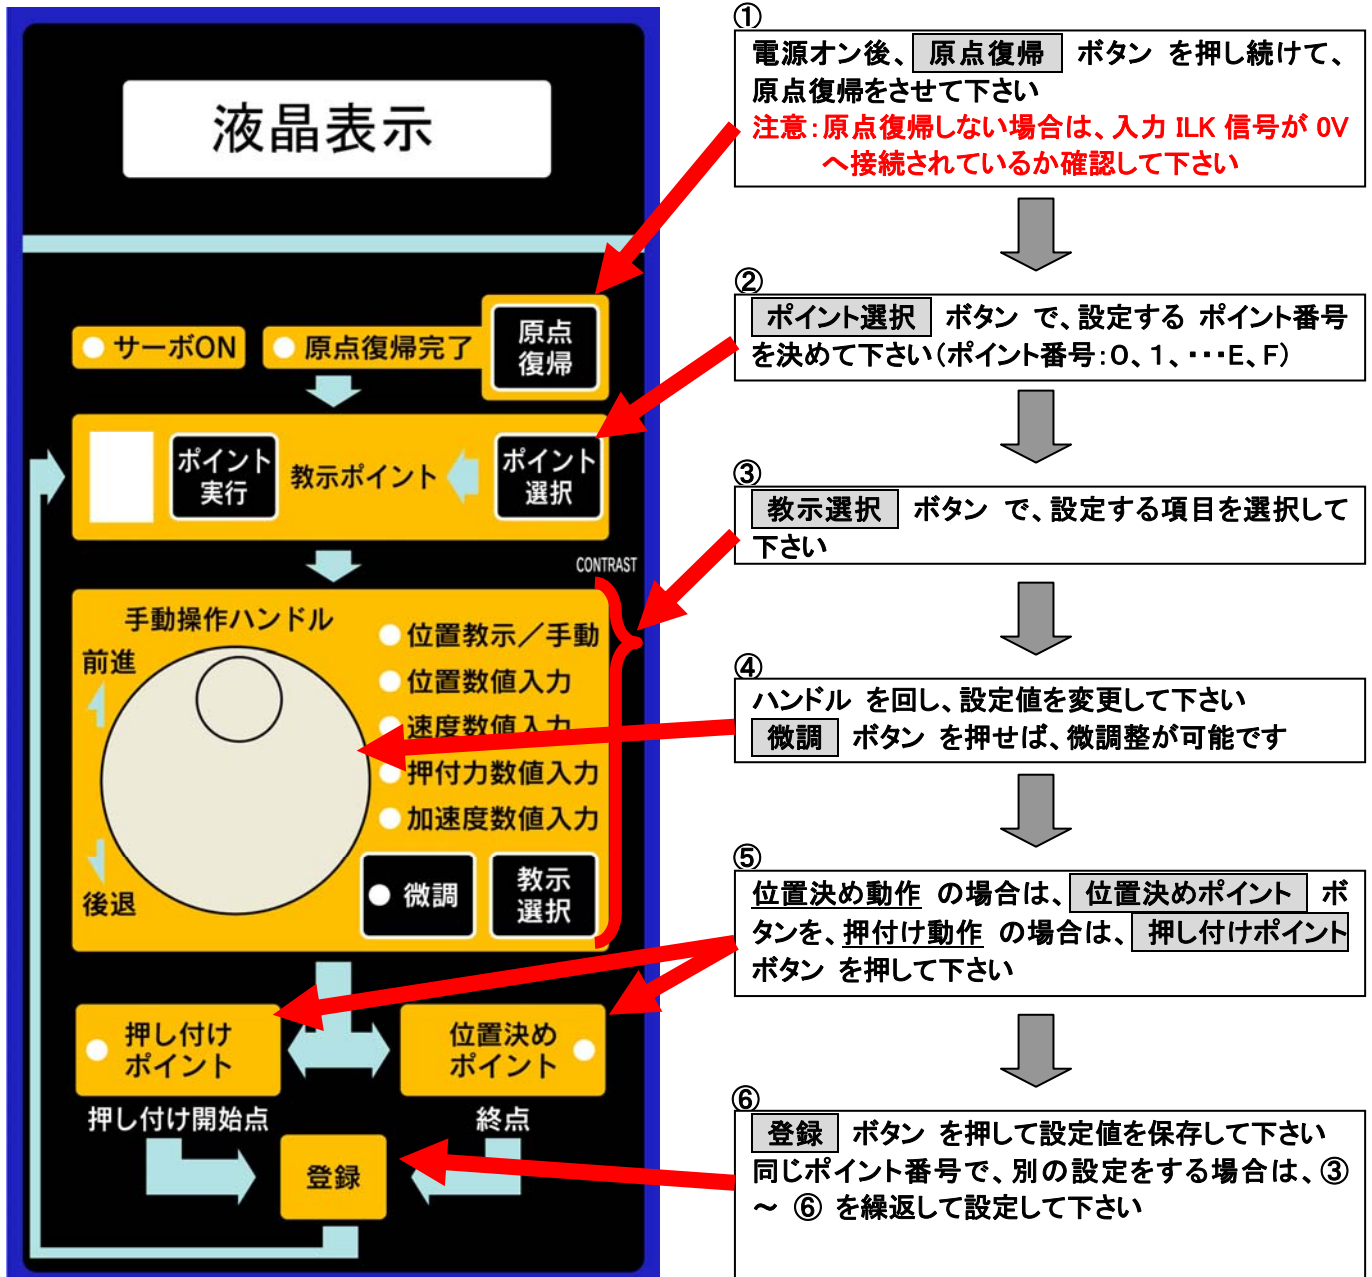 液晶表示
サーボON
原点復帰完了
原点
復帰
ポイント
実行
教示ポイント
ポイント
選択
CONTRAST
手動操作ハンドル
前進
後退
位置教示／手動
位置数値入力
速度数値入力
押付力数値入力
加速度数値入力
微調
教示
選択
押し付け
ポイント
位置決め
ポイント
押し付け開始点
終点
登録
①
電源オン後、 原点復帰 ボタン を押し続けて、
原点復帰をさせて下さい
注意：原点復帰しない場合は、入力 ILK 信号が 0V
へ接続されているか確認して下さい
②
ポイント選択 ボタン で、設定する ポイント番号
を決めて下さい（ポイント番号：０、１、・・・Ｅ、Ｆ）
③
教示選択 ボタン で、設定する項目を選択して
下さい
④
ハンドル を回し、設定値を変更して下さい
微調 ボタン を押せば、微調整が可能です
⑤
位置決め動作 の場合は、 位置決めポイント ボ
タンを、押付け動作 の場合は、 押し付けポイント
ボタン を押して下さい
⑥
登録 ボタン を押して設定値を保存して下さい
同じポイント番号で、別の設定をする場合は、③
～ ⑥ を繰返して設定して下さい